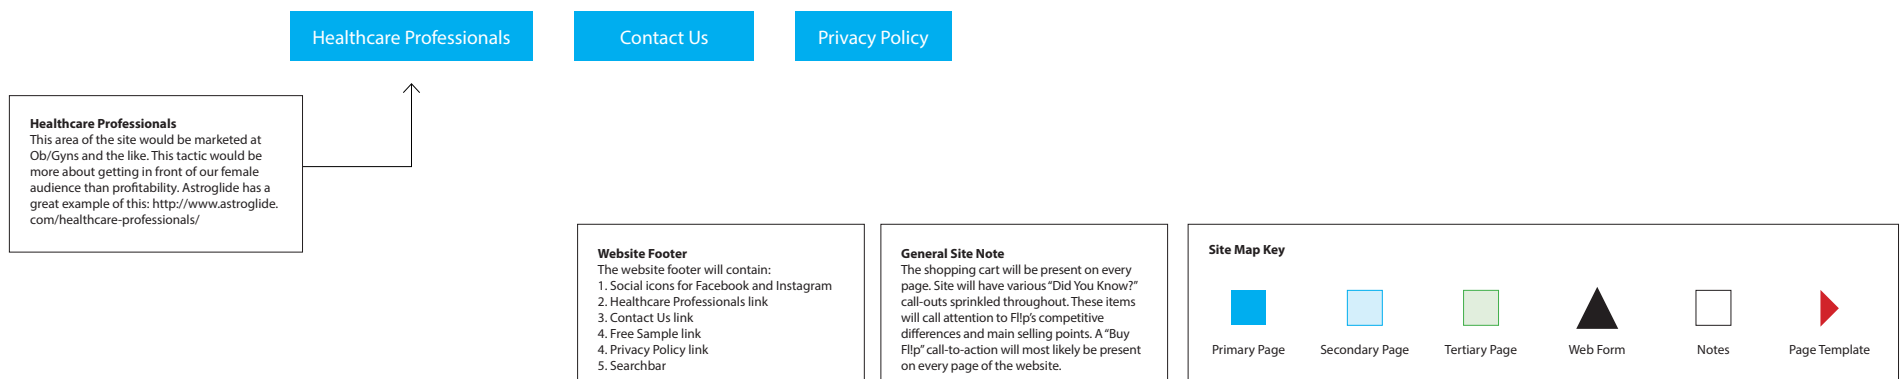 Healthcare Professionals
Contact Us
Privacy Policy
Healthcare Professionals
This area of the site would be marketed at
Ob/Gyns and the like. This tactic would be
more about getting in front of our female
audience than profitability. Astroglide has a
great example of this: http://www.astroglide.
com/healthcare-professionals/
Website Footer
The website footer will contain:
1. Social icons for Facebook and Instagram
2. Healthcare Professionals link
3. Contact Us link
4. Free Sample link
4. Privacy Policy link
5. Searchbar
General Site Note
The shopping cart will be present on every
page. Site will have various “Did You Know?”
call-outs sprinkled throughout. These items
will call attention to Fl!p’s competitive
differences and main selling points. A “Buy
Fl!p” call-to-action will most likely be present
on every page of the website.
Site Map Key
Primary Page
Secondary Page
Tertiary Page
Web Form
Notes
Page Template